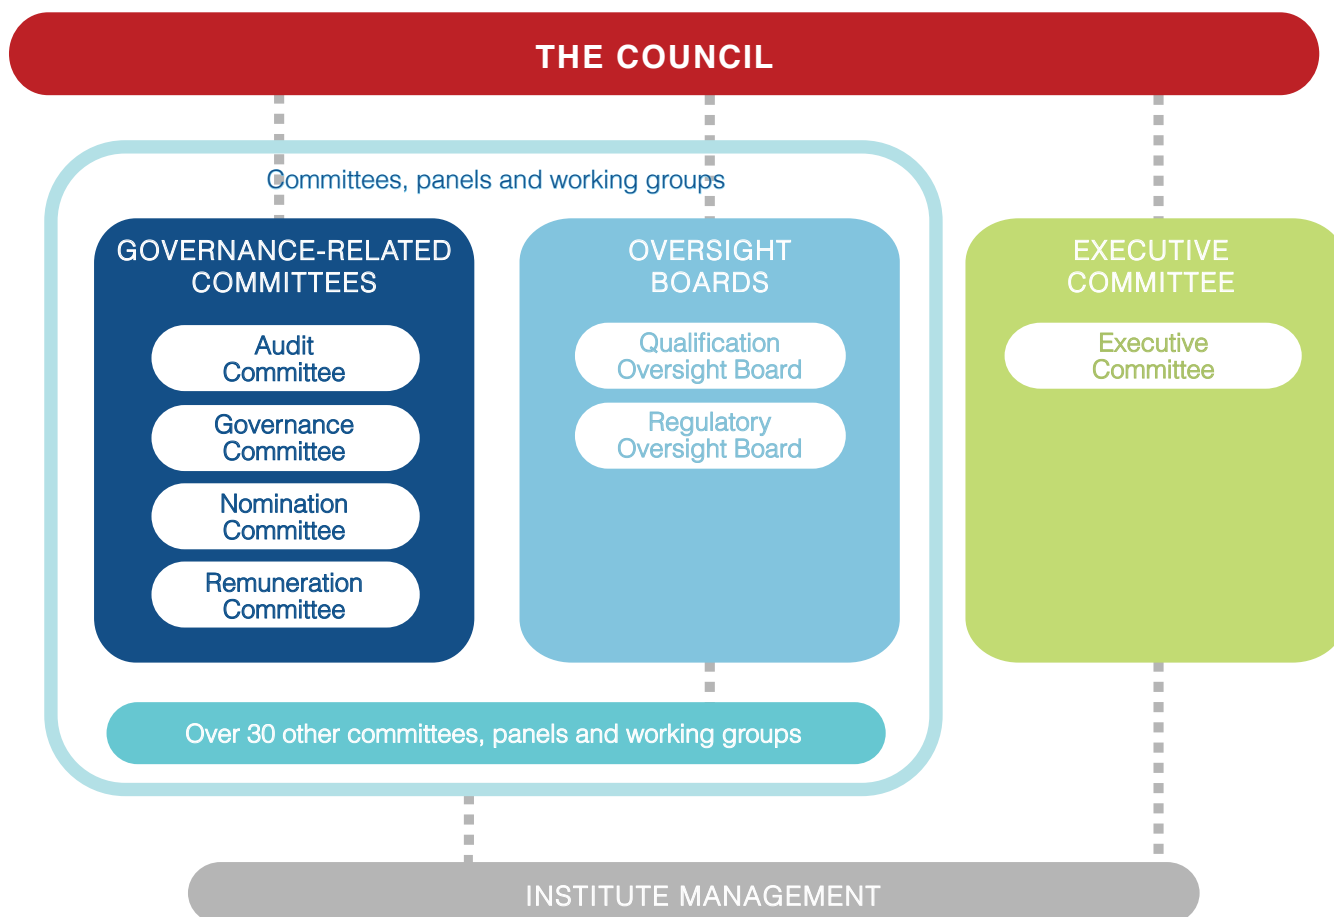 THE COUNCIL
Committees, panels and working groups
GOVERNANCE-RELATED
COMMITTEES
Audit
Committee
Governance
Committee
Nomination
Committee
Remuneration
Committee
OVERSIGHT
BOARDS
Qualification
Oversight Board
Regulatory
Oversight Board
EXECUTIVE
COMMITTEE
Executive
Committee
Over 30 other committees, panels and working groups
INSTITUTE MANAGEMENT